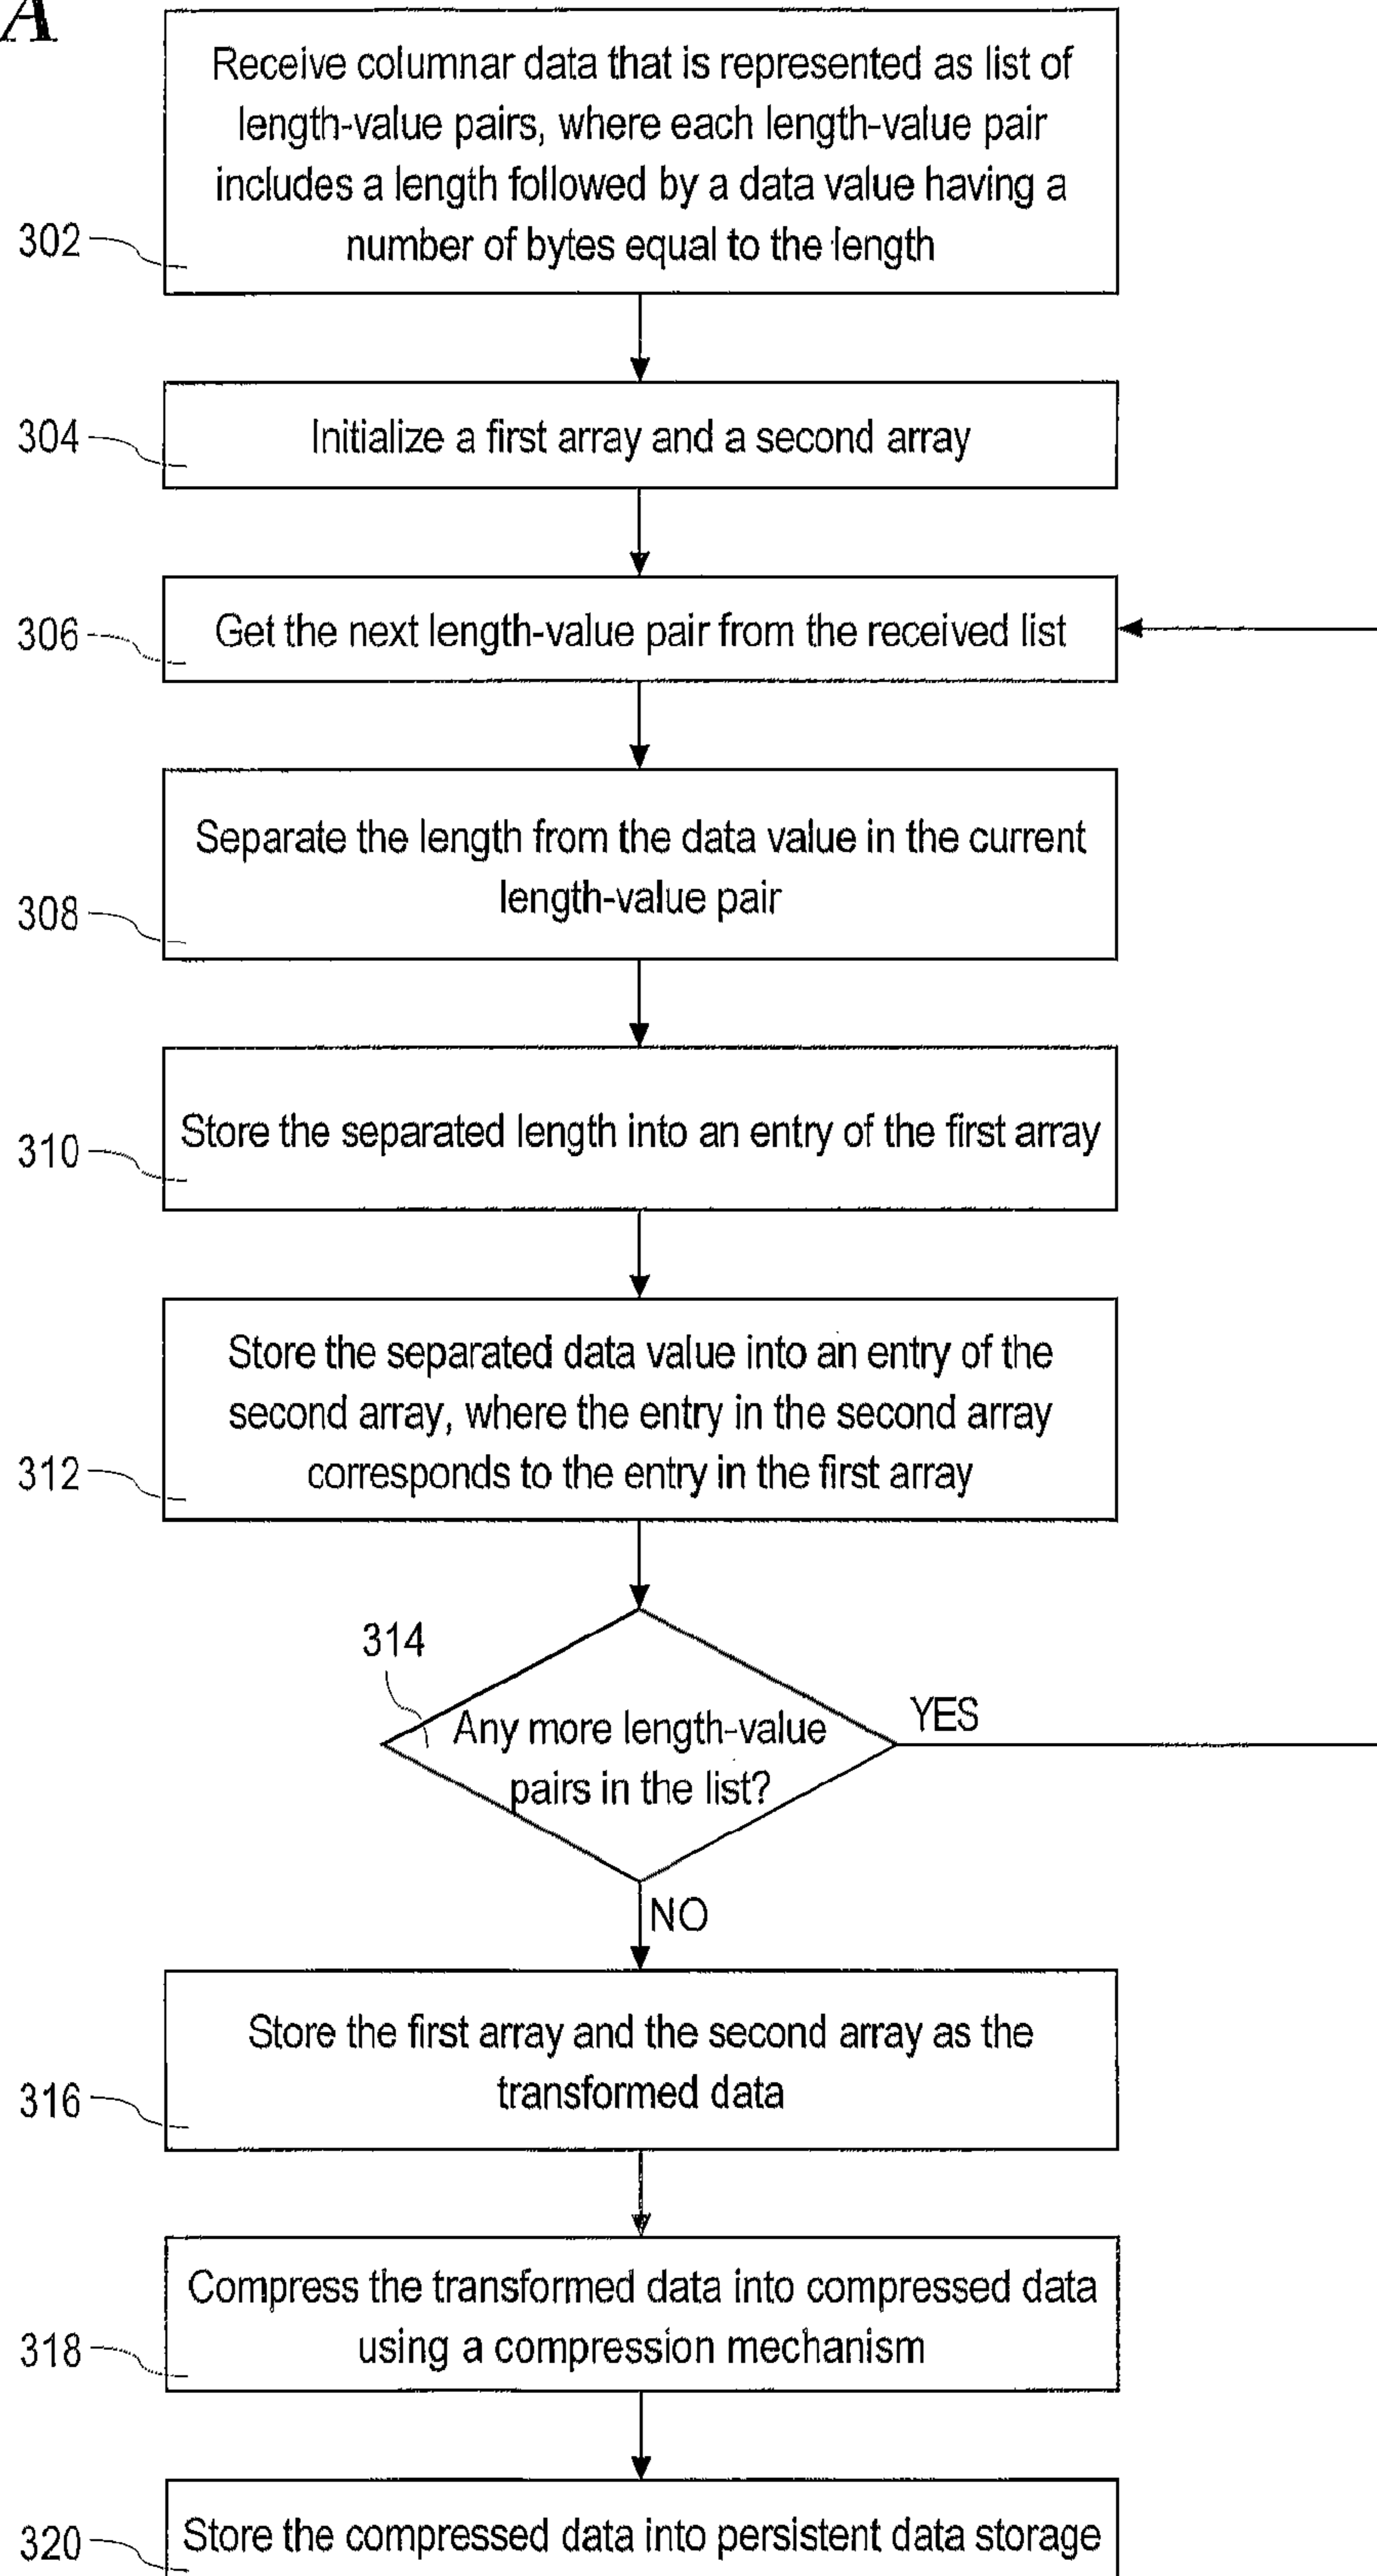 A
Receive columnar data that is represented as list of
length-value pairs, where each length-value pair
includes a length followed by a data value having a
number of bytes equal to the length
302
304
Initialize a first array and a second array
306
Get the next length-value pair from the received list
Separate the length from the data value in the current
length-value pair
308
Store the separated length into an entry of the first array
310
Store the separated data value into an entry of the
second array, where the entry in the second array
corresponds to the entry in the first array
312
314
Any more length-value
pairs in the list?
YES
NO
Store the first array and the second array as the
transformed data
316
Compress the transformed data into compressed data
using a compression mechanism
318
Store the compressed data into persistent data storage
320